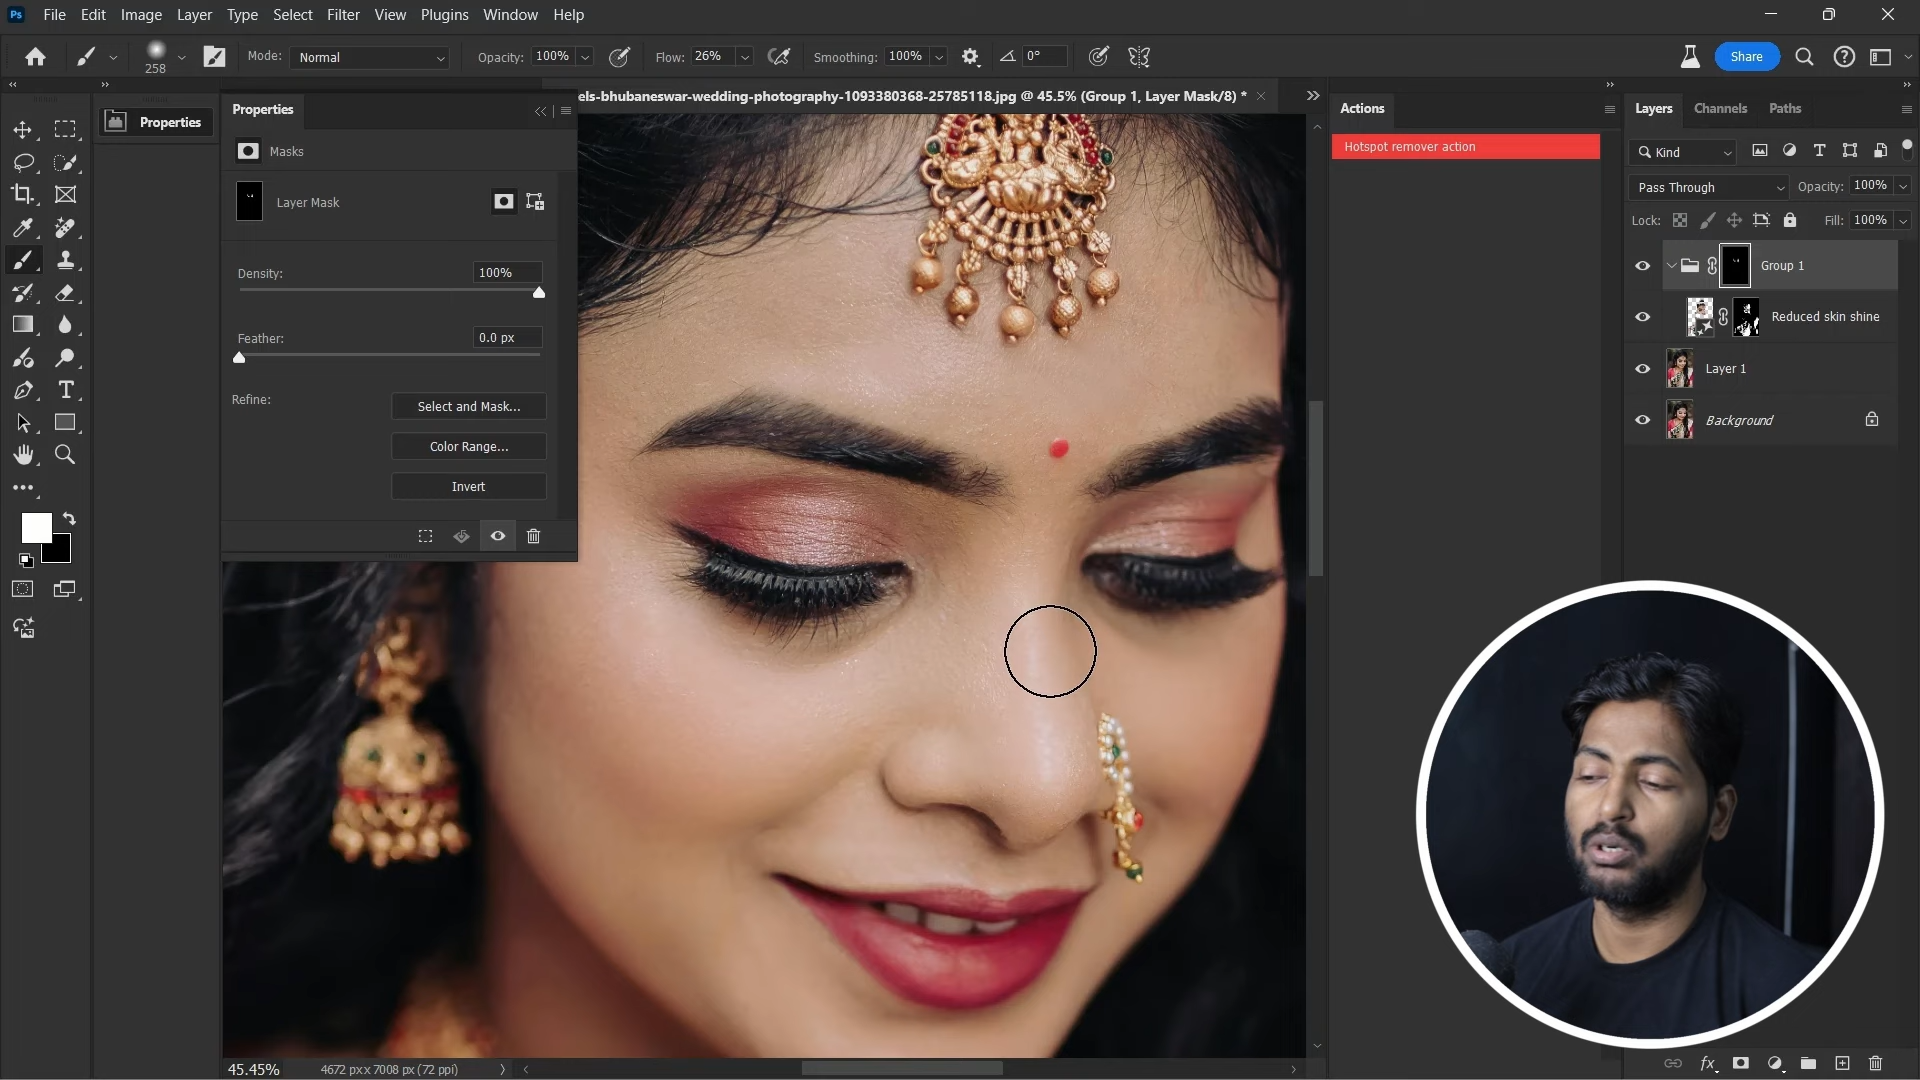 Ps File Edit Image Layer Type Select Filter View Plugins Window Help
258 Mode: Normal Opacity: 100% Flow: 26% Smoothing: 100% 0° Share
els-bhubaneswar-wedding-photography-1093380368-25785118.jpg @ 45.5% (Group 1, Layer Mask/8) *
Properties
Properties
Masks
Layer Mask
Density: 100%
Feather: 0.0 px
Refine:
Select and Mask...
Color Range...
Invert
Actions
Hotspot remover action
Layers Channels Paths
Kind
Pass Through Opacity: 100%
Lock: Fill: 100%
Group 1
Reduced skin shine
Layer 1
Background
45.45% 4672 px x 7008 px (72 ppi)